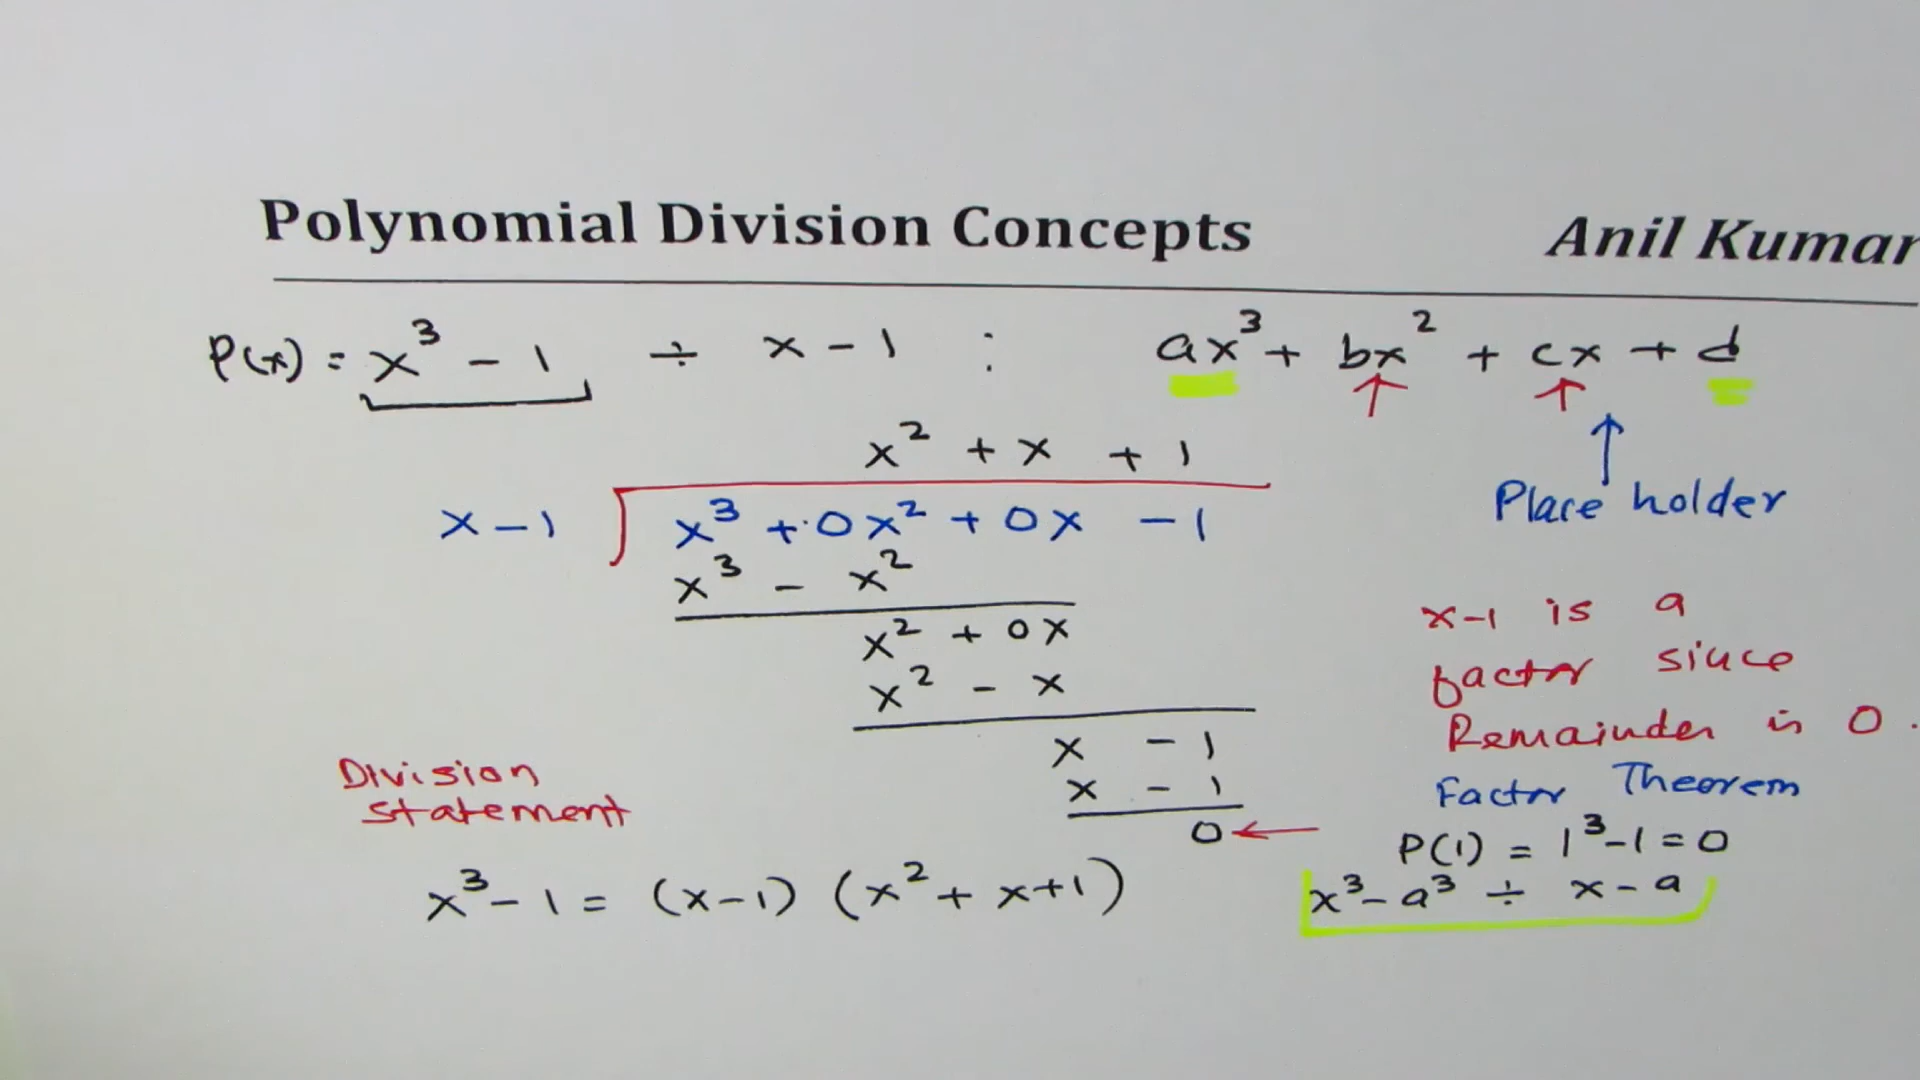 Polynomial Division Concepts Anil Kumar
P(x) = x³ - 1 ÷ x - 1 : ax³ + bx² + cx + d
x² + x + 1
x - 1 x³ + 0x² + 0x - 1
Place holder
x³ - x²
x² + 0x
x² - x
x - 1
x - 1
0
x-1 is a
factor since
Remainder is 0.
Factor Theorem
P(1) = 1³-1=0
x³-a³ ÷ x-a
Division
statement
x³-1 = (x-1) (x²+ x+1)